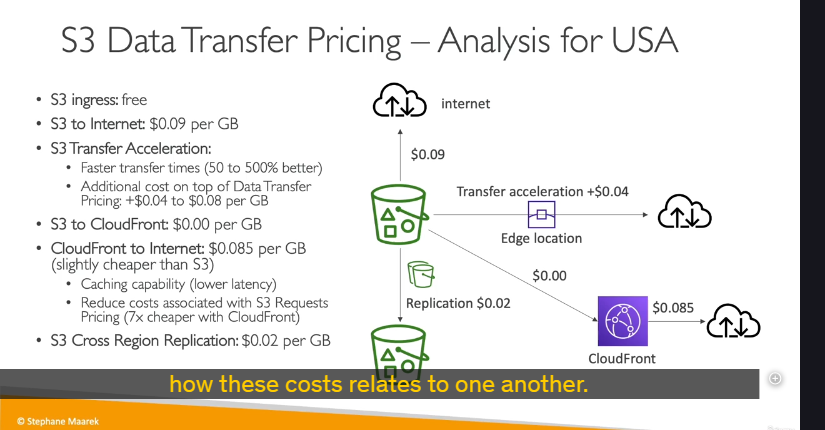 S3 Data Transfer Pricing – Analysis for USA
• S3 ingress: free
• S3 to Internet: $0.09 per GB
• S3 Transfer Acceleration:
• Faster transfer times (50 to 500% better)
• Additional cost on top of Data Transfer
Pricing: +$0.04 to $0.08 per GB
• S3 to CloudFront: $0.00 per GB
• CloudFront to Internet: $0.085 per GB
(slightly cheaper than S3)
• Caching capability (lower latency)
• Reduce costs associated with S3 Requests
Pricing (7x cheaper with CloudFront)
• S3 Cross Region Replication: $0.02 per GB
internet
$0.09
Transfer acceleration +$0.04
Edge location
$0.00
Replication $0.02
$0.085
CloudFront
how these costs relates to one another.
© Stephane Maarek